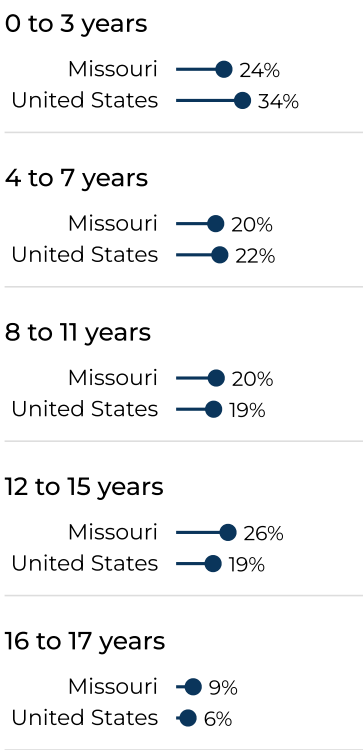 0 to 3 years
Missouri 24%
United States 34%
4 to 7 years
Missouri 20%
United States 22%
8 to 11 years
Missouri 20%
United States 19%
12 to 15 years
Missouri 26%
United States 19%
16 to 17 years
Missouri 9%
United States 6%